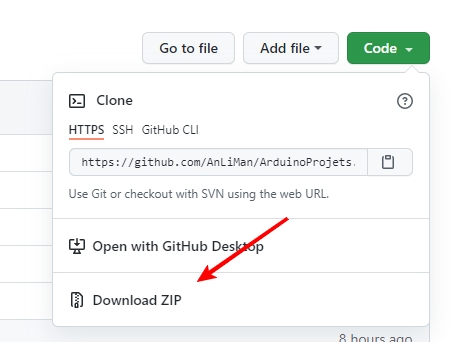 Go to file Add file Code
Clone
HTTPS SSH GitHub CLI
https://github.com/AnLiMan/ArduinoProjets.
Use Git or checkout with SVN using the web URL.
Open with GitHub Desktop
Download ZIP
8 hours ago